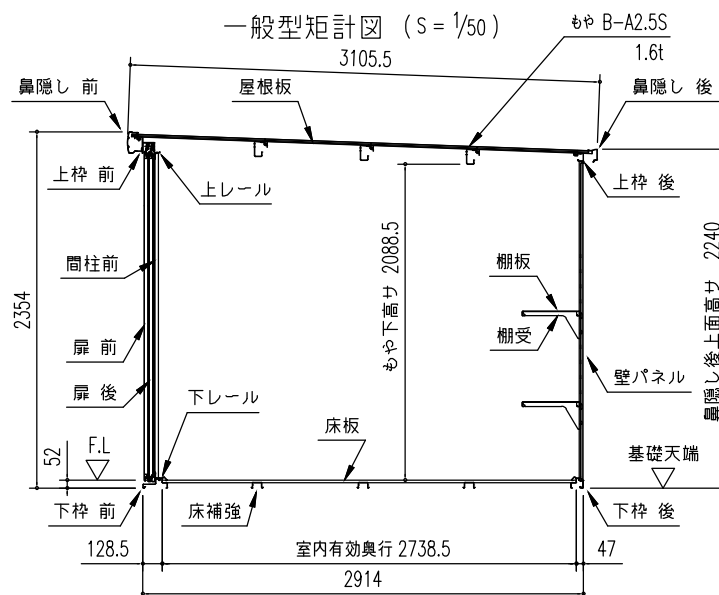 一般型矩計図 (S = 1/50)
もや B-A2.5S
1.6t
3105.5
鼻隠し 前
屋根板
鼻隠し 後
上枠 前
上レール
上枠 後
間柱前
もや下高サ 2088.5
棚板
鼻隠し後上面高サ 2240
2354
扉 前
棚受
壁パネル
扉 後
下レール
床板
F.L
52
基礎天端
下枠 前
床補強
下枠 後
128.5
室内有効奥行 2738.5
47
2914